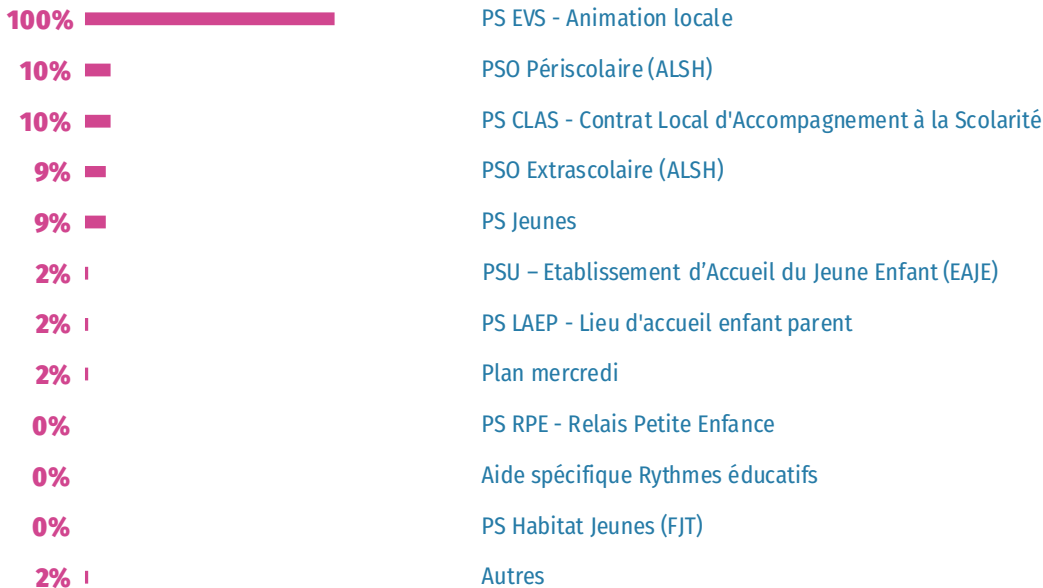 100% PS EVS - Animation locale
10% PSO Périscolaire (ALSH)
10% PS CLAS - Contrat Local d'Accompagnement à la Scolarité
9% PSO Extrascolaire (ALSH)
9% PS Jeunes
2% PSU – Etablissement d’Accueil du Jeune Enfant (EAJE)
2% PS LAEP - Lieu d'accueil enfant parent
2% Plan mercredi
0% PS RPE - Relais Petite Enfance
0% Aide spécifique Rythmes éducatifs
0% PS Habitat Jeunes (FJT)
2% Autres